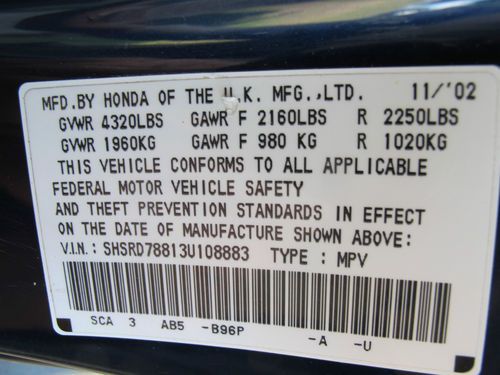 MFD.BY HONDA OF THE U.K. MFG.,LTD. 11/'02
GVWR 4320LBS GAWR F 2160LBS R 2250LBS
GVWR 1960KG GAWR F 980 KG R 1020KG
THIS VEHICLE CONFORMS TO ALL APPLICABLE
FEDERAL MOTOR VEHICLE SAFETY
AND THEFT PREVENTION STANDARDS IN EFFECT
ON THE DATE OF MANUFACTURE SHOWN ABOVE:
V.I.N.: SHSRD78813U108883 TYPE : MPV
SCA 3 AB5 -B96P -A -U